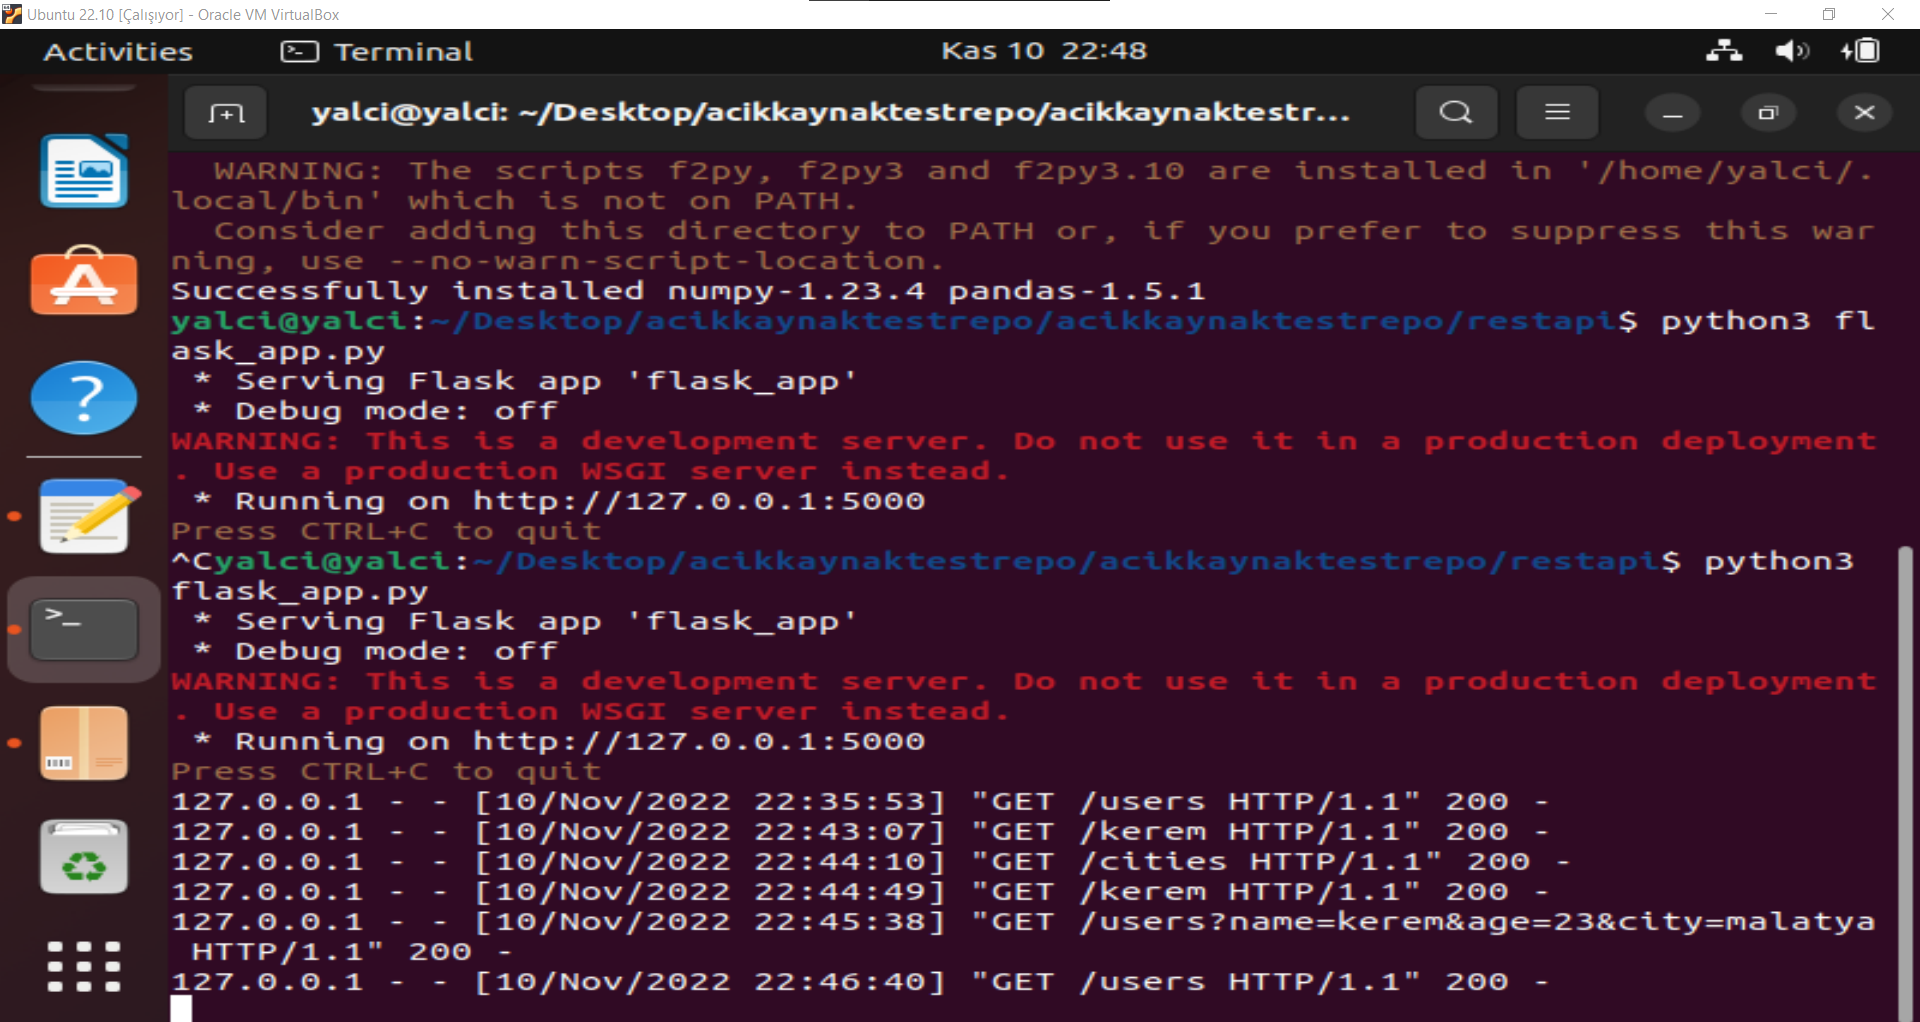 Ubuntu 22.10 [Çalışıyor] - Oracle VM VirtualBox
Activities Terminal Kas 10 22:48
yalci@yalci: ~/Desktop/acikkaynaktestrepo/acikkaynaktestr...
WARNING: The scripts f2py, f2py3 and f2py3.10 are installed in '/home/yalci/.
local/bin' which is not on PATH.
Consider adding this directory to PATH or, if you prefer to suppress this war
ning, use --no-warn-script-location.
Successfully installed numpy-1.23.4 pandas-1.5.1
yalci@yalci:~/Desktop/acikkaynaktestrepo/acikkaynaktestrepo/restapi$ python3 fl
ask_app.py
* Serving Flask app 'flask_app'
* Debug mode: off
WARNING: This is a development server. Do not use it in a production deployment
. Use a production WSGI server instead.
* Running on http://127.0.0.1:5000
Press CTRL+C to quit
^Cyalci@yalci:~/Desktop/acikkaynaktestrepo/acikkaynaktestrepo/restapi$ python3
flask_app.py
* Serving Flask app 'flask_app'
* Debug mode: off
WARNING: This is a development server. Do not use it in a production deployment
. Use a production WSGI server instead.
* Running on http://127.0.0.1:5000
Press CTRL+C to quit
127.0.0.1 - - [10/Nov/2022 22:35:53] "GET /users HTTP/1.1" 200 -
127.0.0.1 - - [10/Nov/2022 22:43:07] "GET /kerem HTTP/1.1" 200 -
127.0.0.1 - - [10/Nov/2022 22:44:10] "GET /cities HTTP/1.1" 200 -
127.0.0.1 - - [10/Nov/2022 22:44:49] "GET /kerem HTTP/1.1" 200 -
127.0.0.1 - - [10/Nov/2022 22:45:38] "GET /users?name=kerem&age=23&city=malatya
HTTP/1.1" 200 -
127.0.0.1 - - [10/Nov/2022 22:46:40] "GET /users HTTP/1.1" 200 -